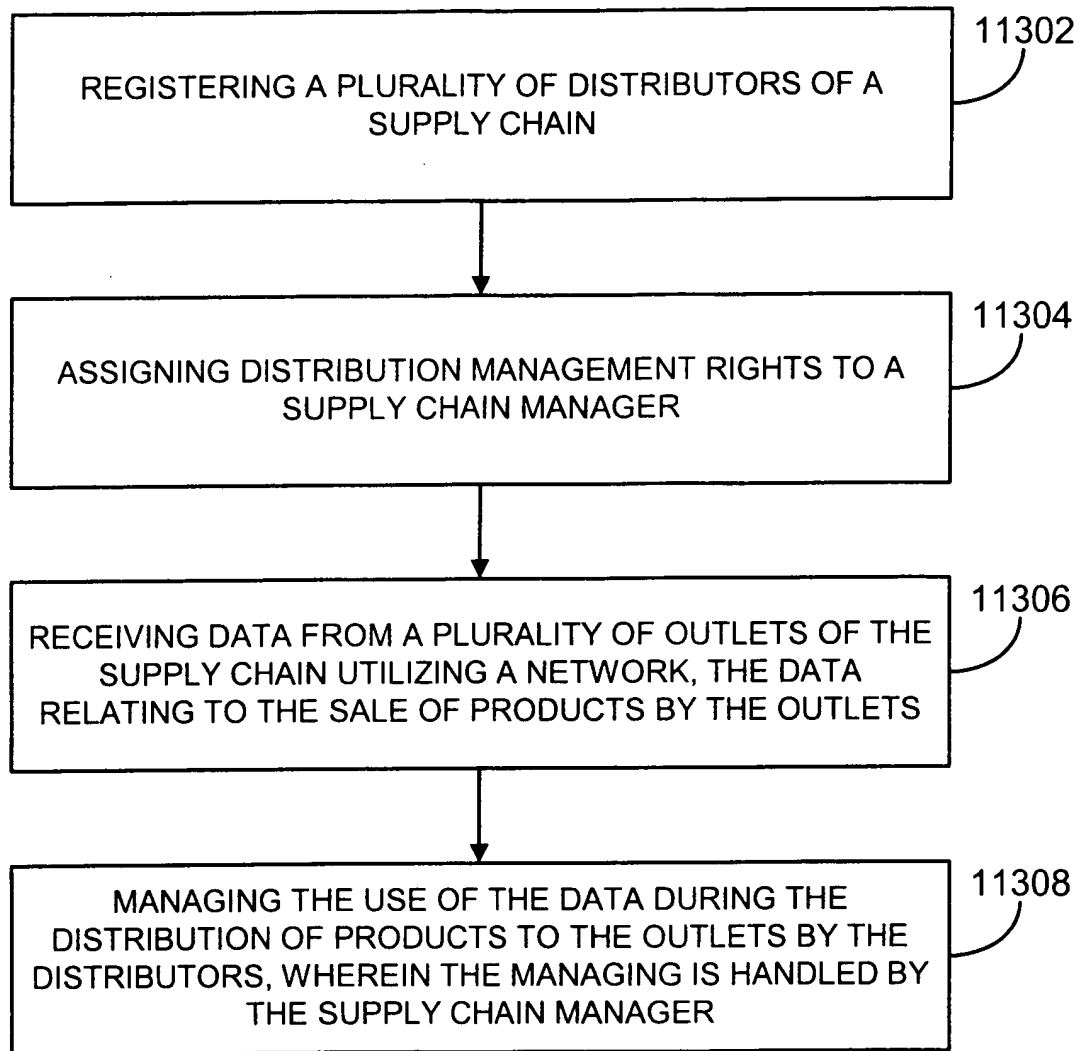 11302
REGISTERING A PLURALITY OF DISTRIBUTORS OF A
SUPPLY CHAIN
11304
ASSIGNING DISTRIBUTION MANAGEMENT RIGHTS TO A
SUPPLY CHAIN MANAGER
11306
RECEIVING DATA FROM A PLURALITY OF OUTLETS OF THE
SUPPLY CHAIN UTILIZING A NETWORK, THE DATA
RELATING TO THE SALE OF PRODUCTS BY THE OUTLETS
11308
MANAGING THE USE OF THE DATA DURING THE
DISTRIBUTION OF PRODUCTS TO THE OUTLETS BY THE
DISTRIBUTORS, WHEREIN THE MANAGING IS HANDLED BY
THE SUPPLY CHAIN MANAGER